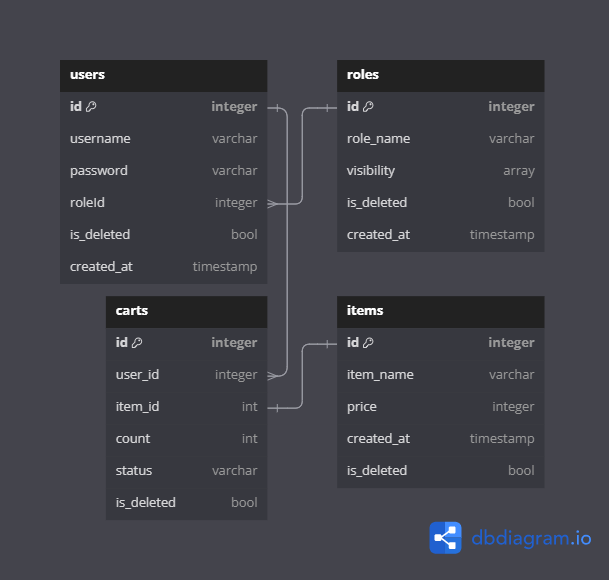 users
id integer
username varchar
password varchar
roleId integer
is_deleted bool
created_at timestamp
roles
id integer
role_name varchar
visibility array
is_deleted bool
created_at timestamp
carts
id integer
user_id integer
item_id int
count int
status varchar
is_deleted bool
items
id integer
item_name varchar
price integer
created_at timestamp
is_deleted bool
dbdiagram.io